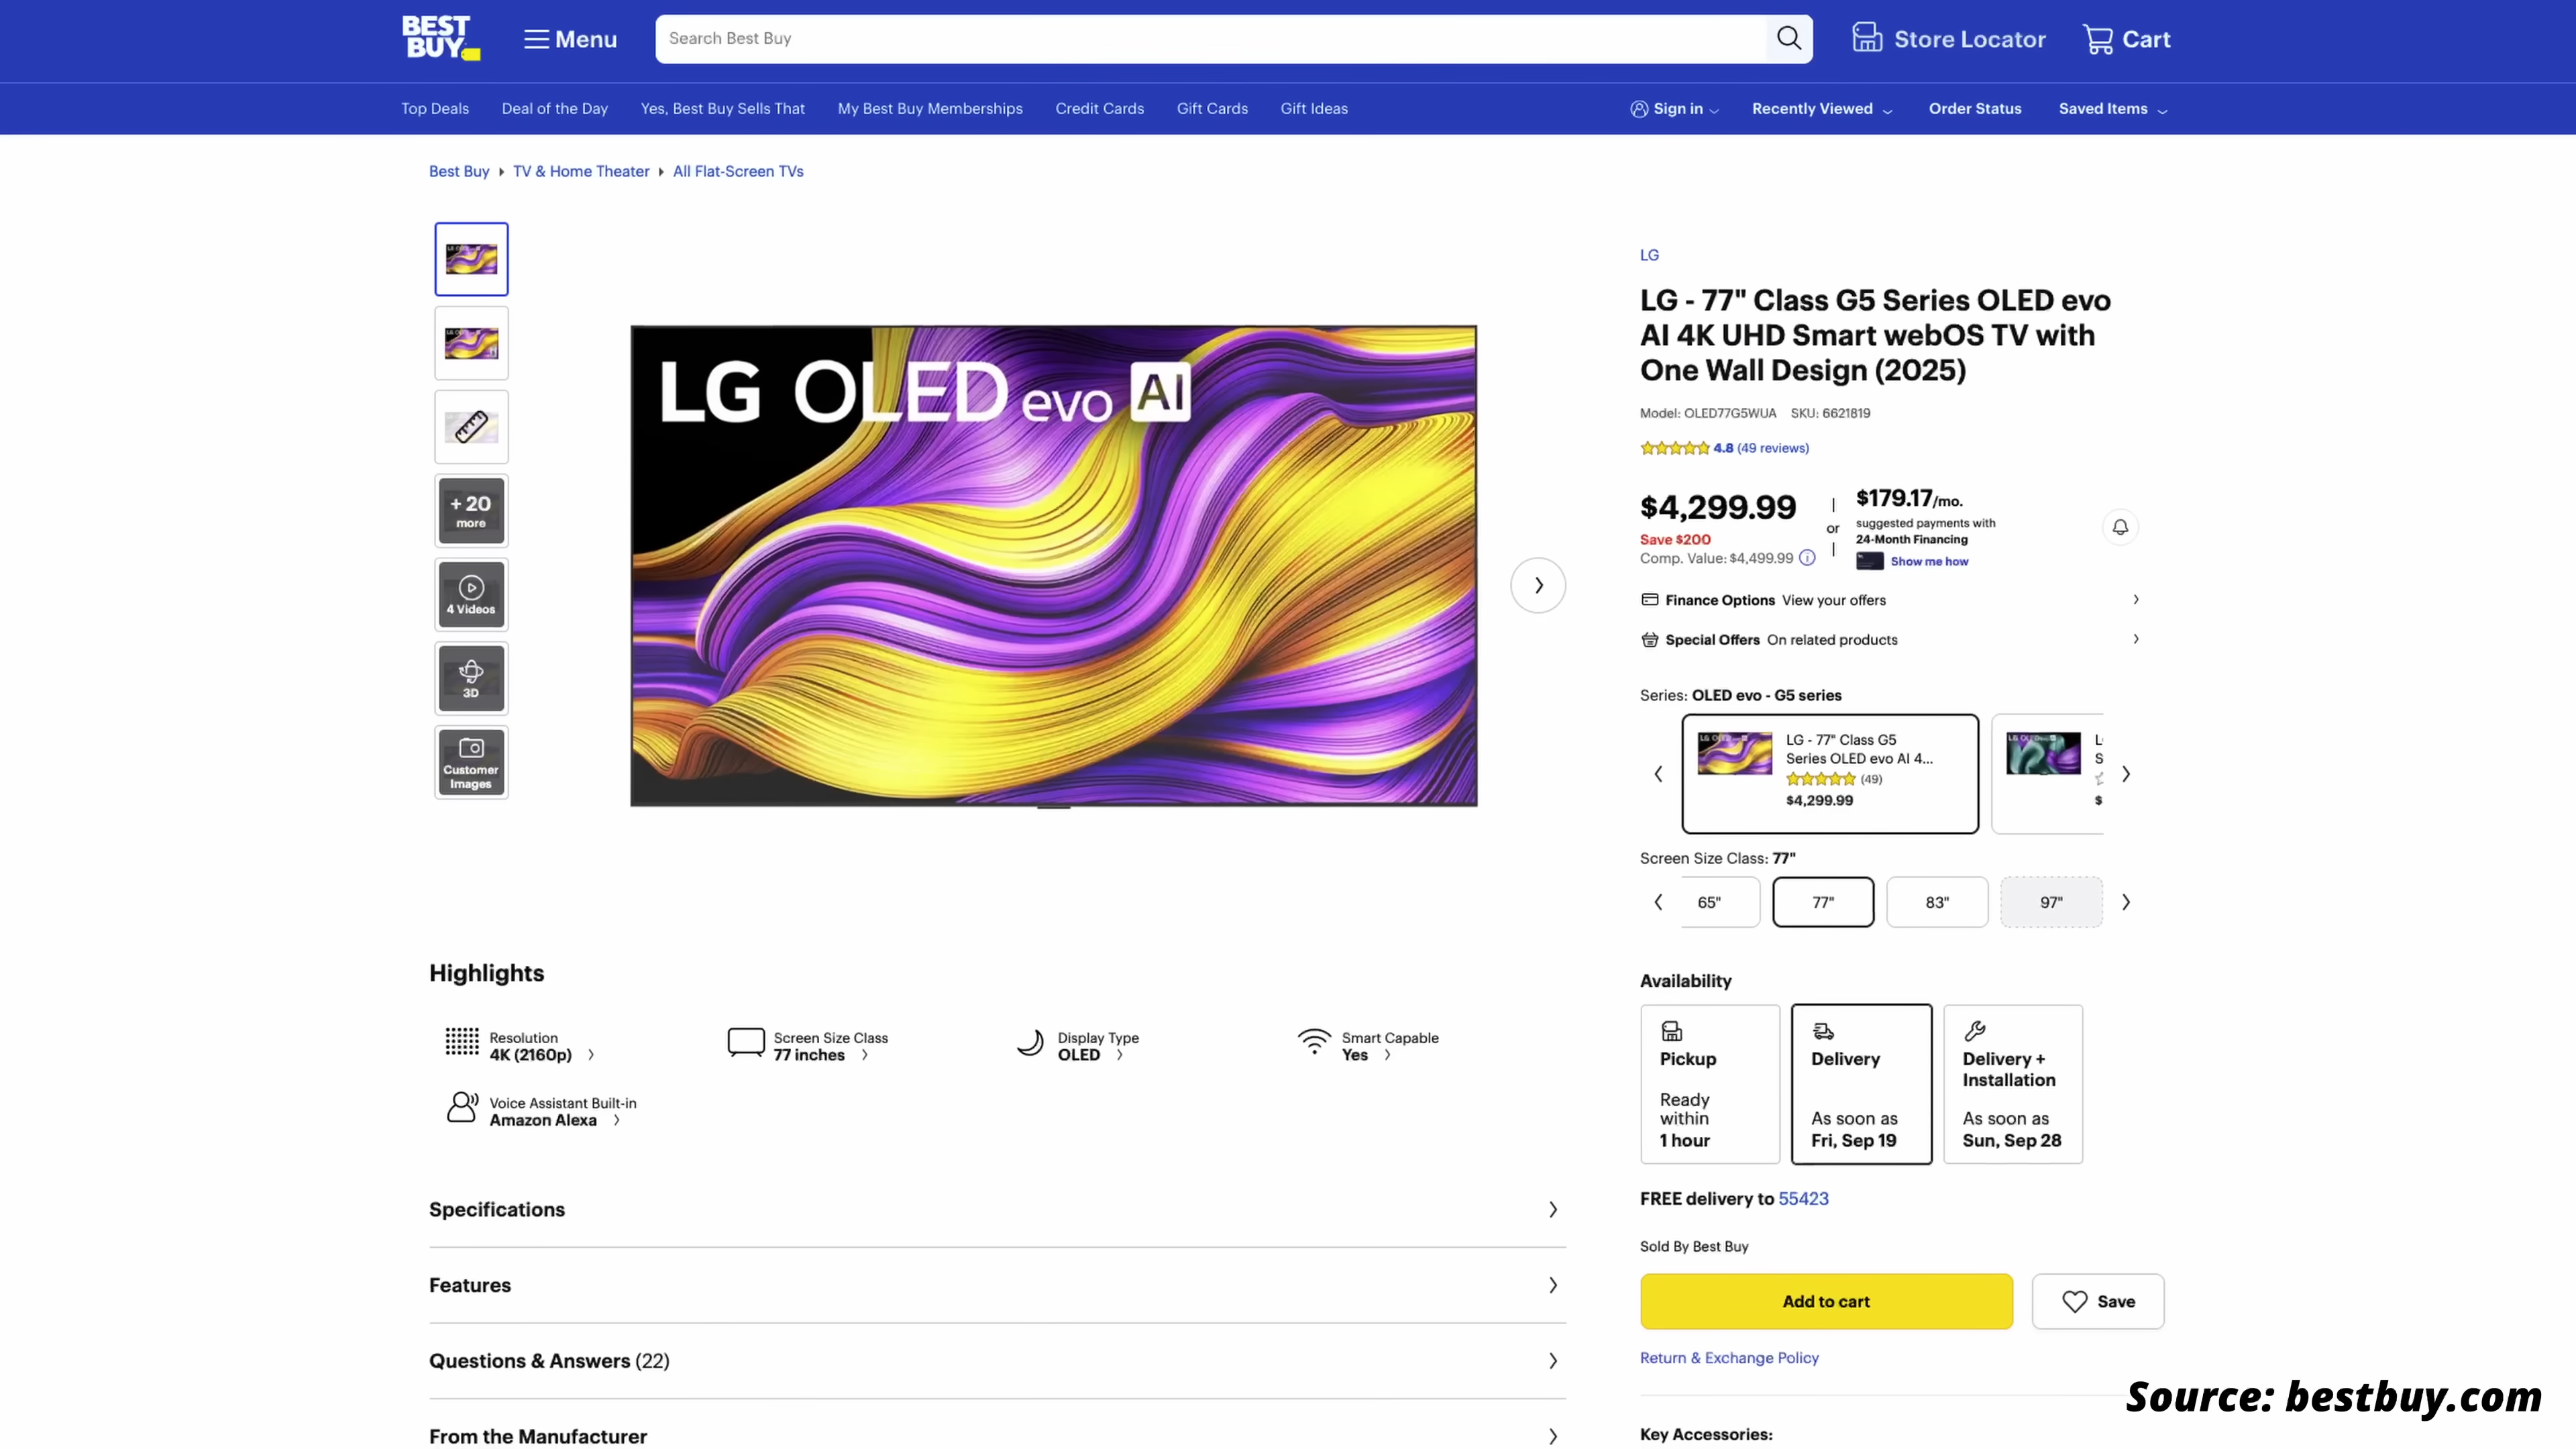 BEST
BUY
Menu
Search Best Buy
Store Locator
Cart
Top Deals
Deal of the Day
Yes, Best Buy Sells That
My Best Buy Memberships
Credit Cards
Gift Cards
Gift Ideas
Sign in
Recently Viewed
Order Status
Saved Items
Best Buy
TV & Home Theater
All Flat-Screen TVs
+ 20
more
4 Videos
3D
Customer
Images
LG OLED evo AI
LG
LG - 77" Class G5 Series OLED evo
AI 4K UHD Smart webOS TV with
One Wall Design (2025)
Model: OLED77G5WUA SKU: 6621819
4.8 (49 reviews)
$4,299.99
Save $200
Comp. Value: $4,499.99
or
$179.17/mo.
suggested payments with
24-Month Financing
Show me how
Finance Options View your offers
Special Offers On related products
Series: OLED evo - G5 series
LG - 77" Class G5
Series OLED evo AI 4...
(49)
$4,299.99
L
S
$
Screen Size Class: 77"
65"
77"
83"
97"
Highlights
Resolution
4K (2160p)
Screen Size Class
77 inches
Display Type
OLED
Smart Capable
Yes
Voice Assistant Built-in
Amazon Alexa
Specifications
Features
Questions & Answers (22)
From the Manufacturer
Availability
Pickup
Ready
within
1 hour
Delivery
As soon as
Fri, Sep 19
Delivery +
Installation
As soon as
Sun, Sep 28
FREE delivery to 55423
Sold By Best Buy
Add to cart
Save
Return & Exchange Policy
Key Accessories:
Source: bestbuy.com